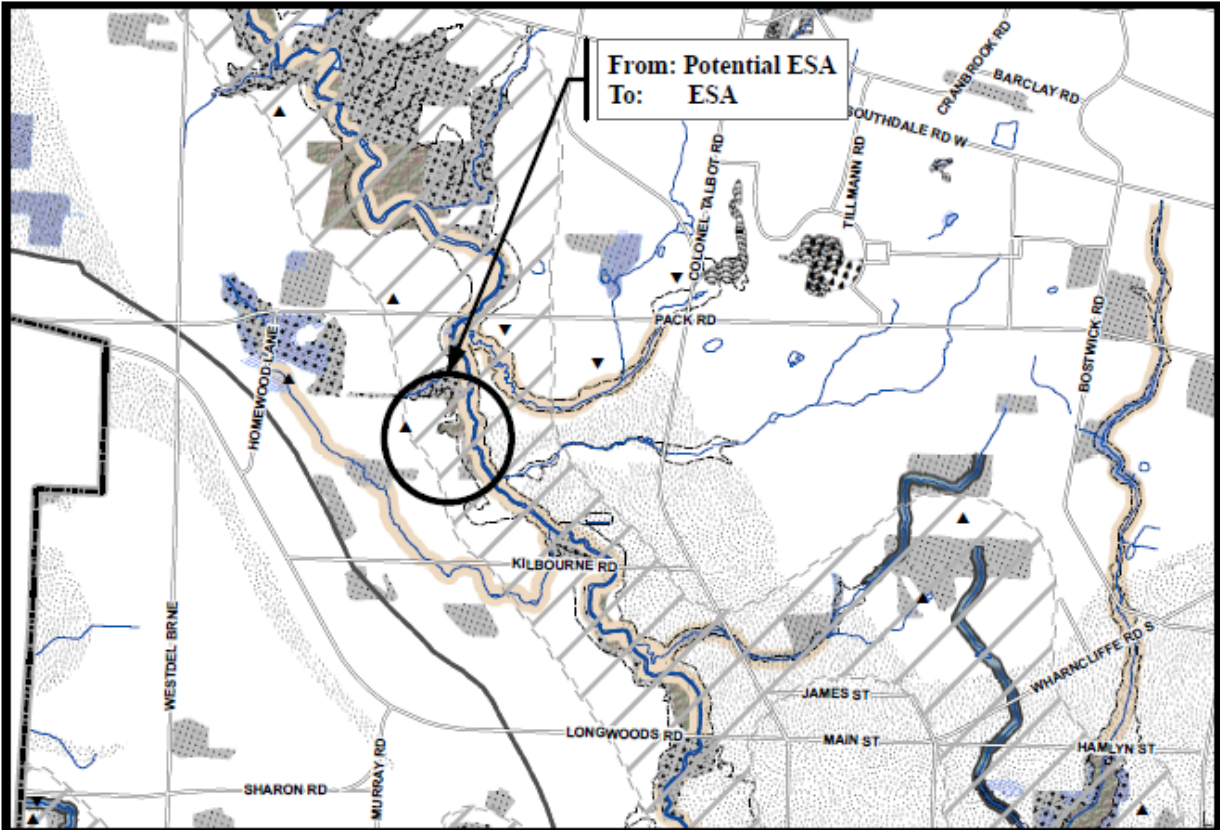 From: Potential ESA
To: ESA
CRANBROOK RD
BARCLAY RD
SOUTHDALE RD W
COLONEL TALBOT RD
TILLMANN RD
PACK RD
BOSTWICK RD
HOMEWOOD LANE
KILBOURNE RD
WESTDEL BRNE
WHARNCLIFFE RD S
JAMES ST
LONGWOODS RD
MAIN ST
HAMLYN ST
MURRAY RD
SHARON RD